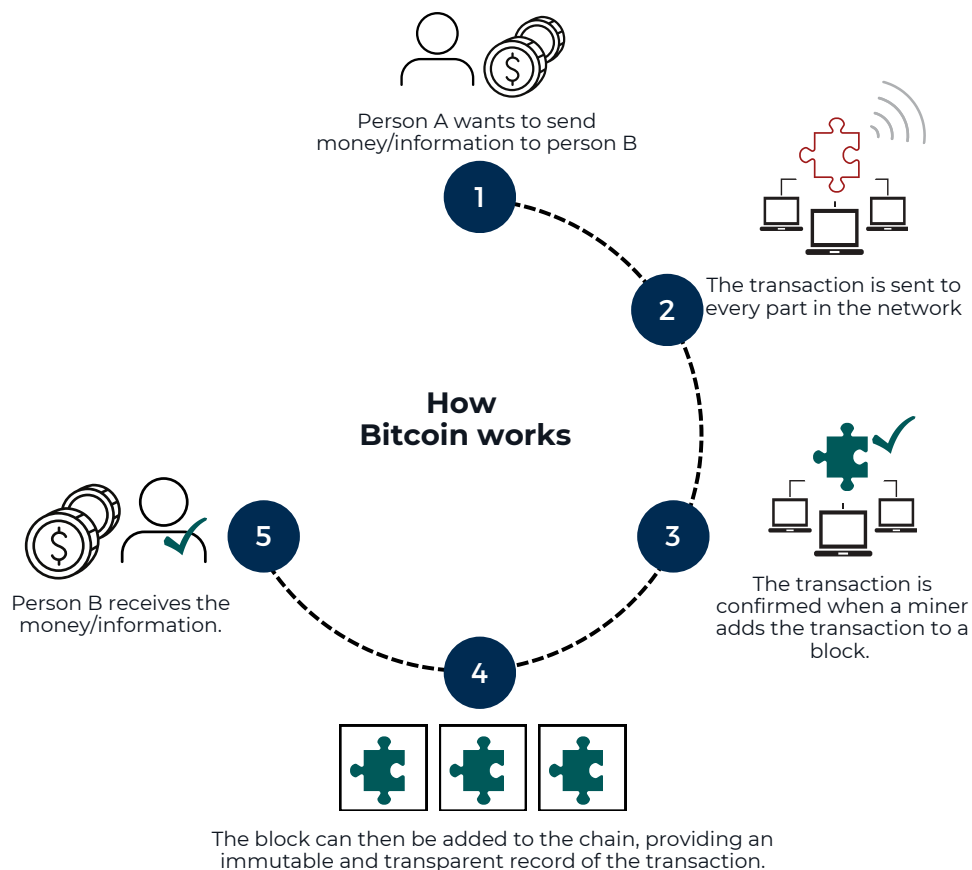 Person A wants to send
money/information to person B
1
The transaction is sent to
every part in the network
2
How
Bitcoin works
3
The transaction is
confirmed when a miner
adds the transaction to a
block.
4
The block can then be added to the chain, providing an
immutable and transparent record of the transaction.
5
Person B receives the
money/information.